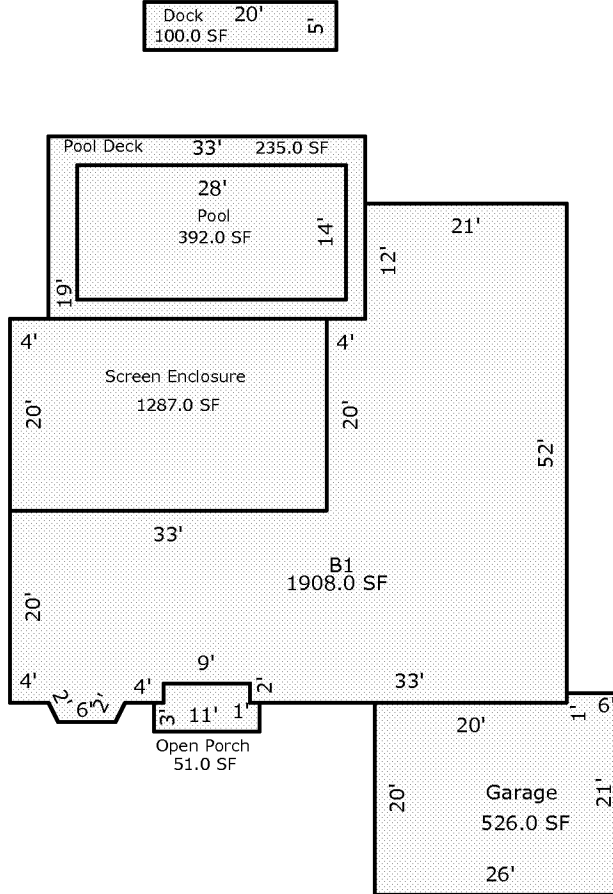 Dock 20'
100.0 SF
5'
Pool Deck 33' 235.0 SF
28'
Pool
392.0 SF
14'
19'
21'
12'
4'
4'
Screen Enclosure
1287.0 SF
20'
20'
52'
33'
B1
1908.0 SF
20'
9'
4'
2'
6'
2'
4'
2'
33'
3'
11'
1'
Open Porch
51.0 SF
20'
1'
6'
20'
Garage
526.0 SF
21'
26'